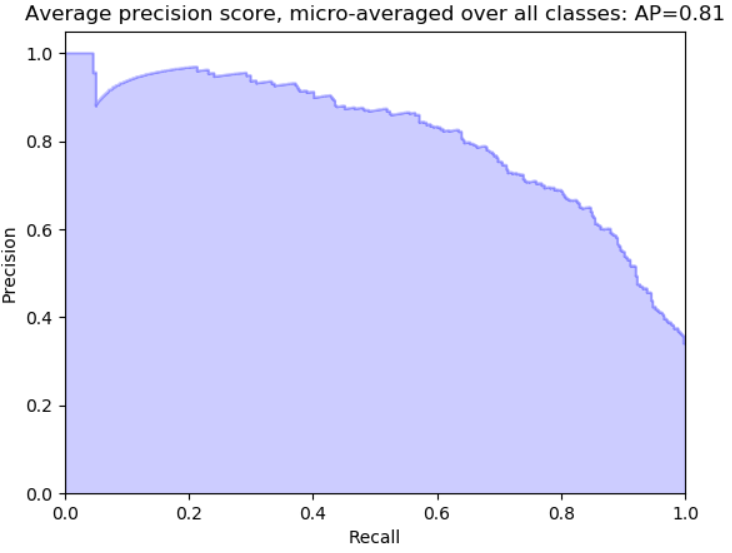 Average precision score, micro-averaged over all classes: AP=0.81
1.0
0.8
0.6
0.4
0.2
0.0
Precision
0.0 0.2 0.4 0.6 0.8 1.0
Recall